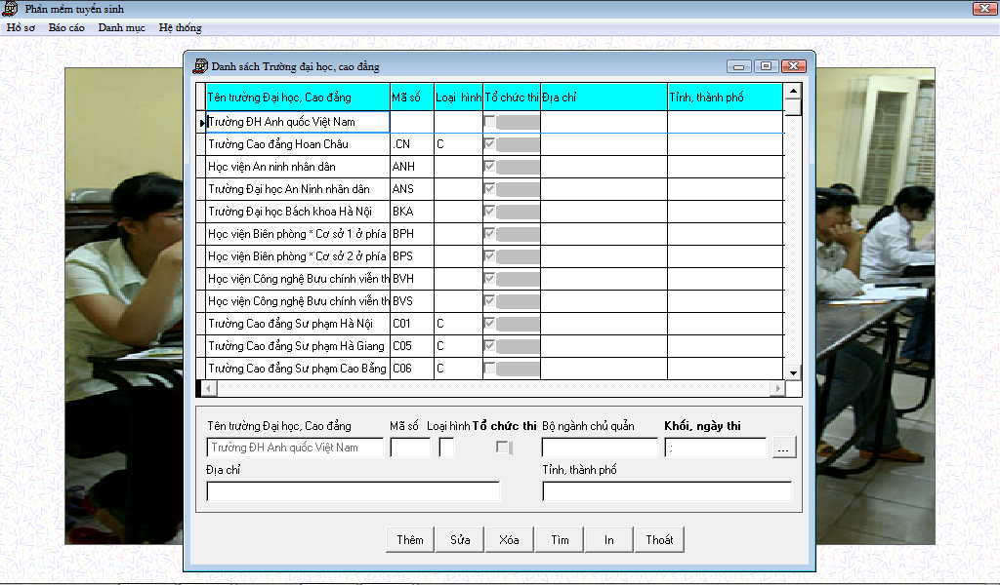 Phần mềm tuyển sinh
Hồ sơ Báo cáo Danh mục Hệ thống
Danh sách Trường đại học, cao đẳng
Tên trường Đại học, Cao đẳng Mã số Loại hình Tổ chức thi Địa chỉ Tỉnh, thành phố
Trường ĐH Anh quốc Việt Nam
Trường Cao đẳng Hoan Châu .CN C
Học viện An ninh nhân dân ANH
Trường Đại học An Ninh nhân dân ANS
Trường Đại học Bách khoa Hà Nội BKA
Học viện Biên phòng * Cơ sở 1 ở phía BPH
Học viện Biên phòng * Cơ sở 2 ở phía BPS
Học viện Công nghệ Bưu chính viễn th BVH
Học viện Công nghệ Bưu chính viễn th BVS
Trường Cao đẳng Sư phạm Hà Nội C01 C
Trường Cao đẳng Sư phạm Hà Giang C05 C
Trường Cao đẳng Sư phạm Cao Bằng C06 C
Tên trường Đại học, Cao đẳng Mã số Loại hình Tổ chức thi Bộ ngành chủ quản Khối, ngày thi
Trường ĐH Anh quốc Việt Nam ; ...
Địa chỉ Tỉnh, thành phố
Thêm Sửa Xóa Tìm In Thoát